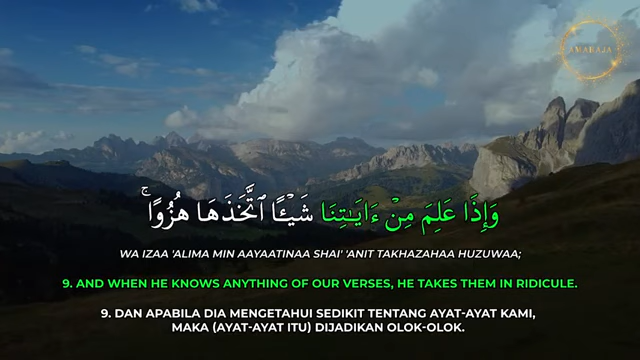 AMABAJA
وَإِذَا عَلِمَ مِنْ ءَايَـٰتِنَا شَيْـًٔا ٱتَّخَذَهَا هُزُوًا ۚ
WA IZAA 'ALIMA MIN AAYAATINAA SHAI' 'ANIT TAKHAZAHAA HUZUWAA;
9. AND WHEN HE KNOWS ANYTHING OF OUR VERSES, HE TAKES THEM IN RIDICULE.
9. DAN APABILA DIA MENGETAHUI SEDIKIT TENTANG AYAT-AYAT KAMI,
MAKA (AYAT-AYAT ITU) DIJADIKAN OLOK-OLOK.